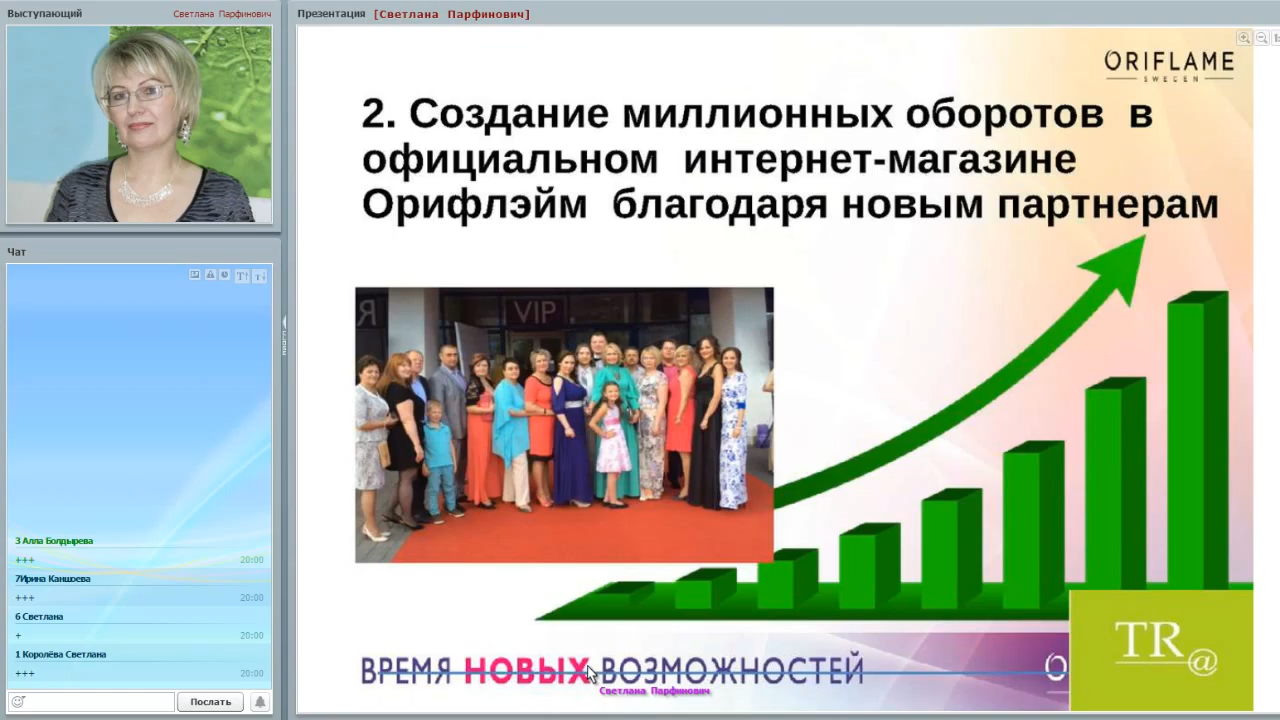 Выступающий
Светлана Парфинович
Чат
3 Алла Болдырева
+++
20:00
7Ирина Каншоева
+++
20:00
6 Светлана
+
20:00
1 Королёва Светлана
+++
20:00
Послать
Презентация [Светлана Парфинович]
ORIFLAME
SWEDEN
2. Создание миллионных оборотов в
официальном интернет-магазине
Орифлэйм благодаря новым партнерам
VIP
ВРЕМЯ НОВЫХ ВОЗМОЖНОСТЕЙ
Светлана Парфинович
TR@